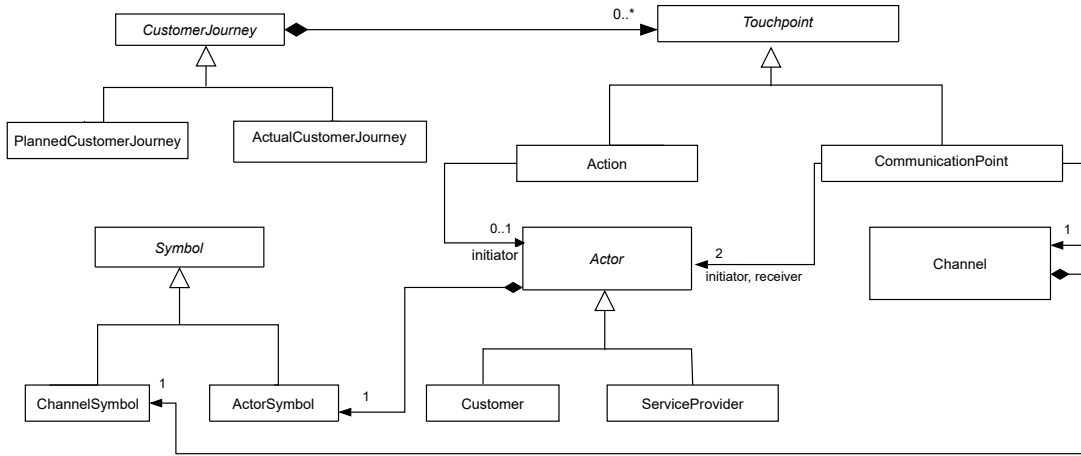 0..*
CustomerJourney
Touchpoint
PlannedCustomerJourney
ActualCustomerJourney
Action
CommunicationPoint
0..1
initiator
Symbol
Actor
2
initiator, receiver
1
Channel
1
ChannelSymbol
ActorSymbol
1
Customer
ServiceProvider